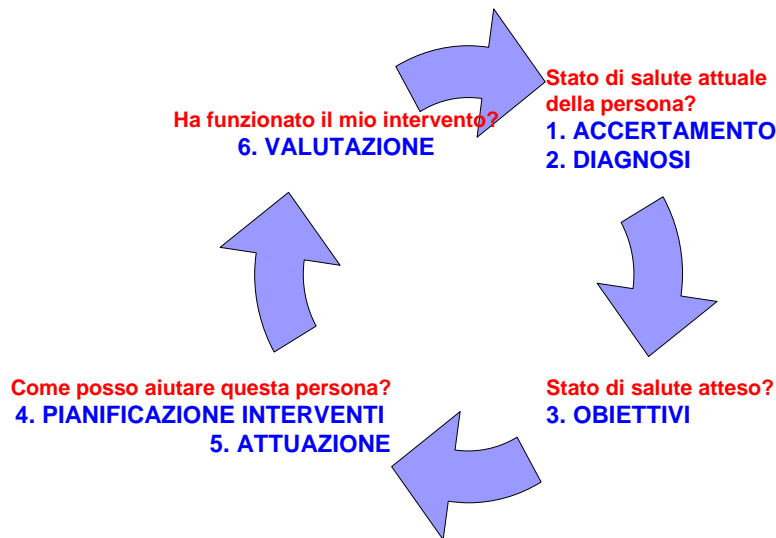 Stato di salute attuale
della persona?
1. ACCERTAMENTO
2. DIAGNOSI
Stato di salute atteso?
3. OBIETTIVI
Come posso aiutare questa persona?
4. PIANIFICAZIONE INTERVENTI
5. ATTUAZIONE
Ha funzionato il mio intervento?
6. VALUTAZIONE